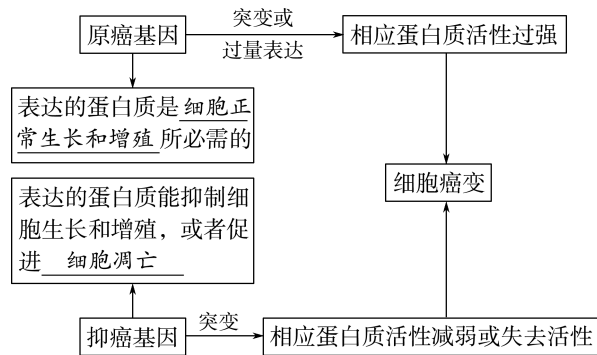 原癌基因
突变或
过量表达
相应蛋白质活性过强
表达的蛋白质是细胞正
常生长和增殖所必需的
细胞癌变
表达的蛋白质能抑制细
胞生长和增殖，或者促
进细胞凋亡
抑癌基因
突变
相应蛋白质活性减弱或失去活性